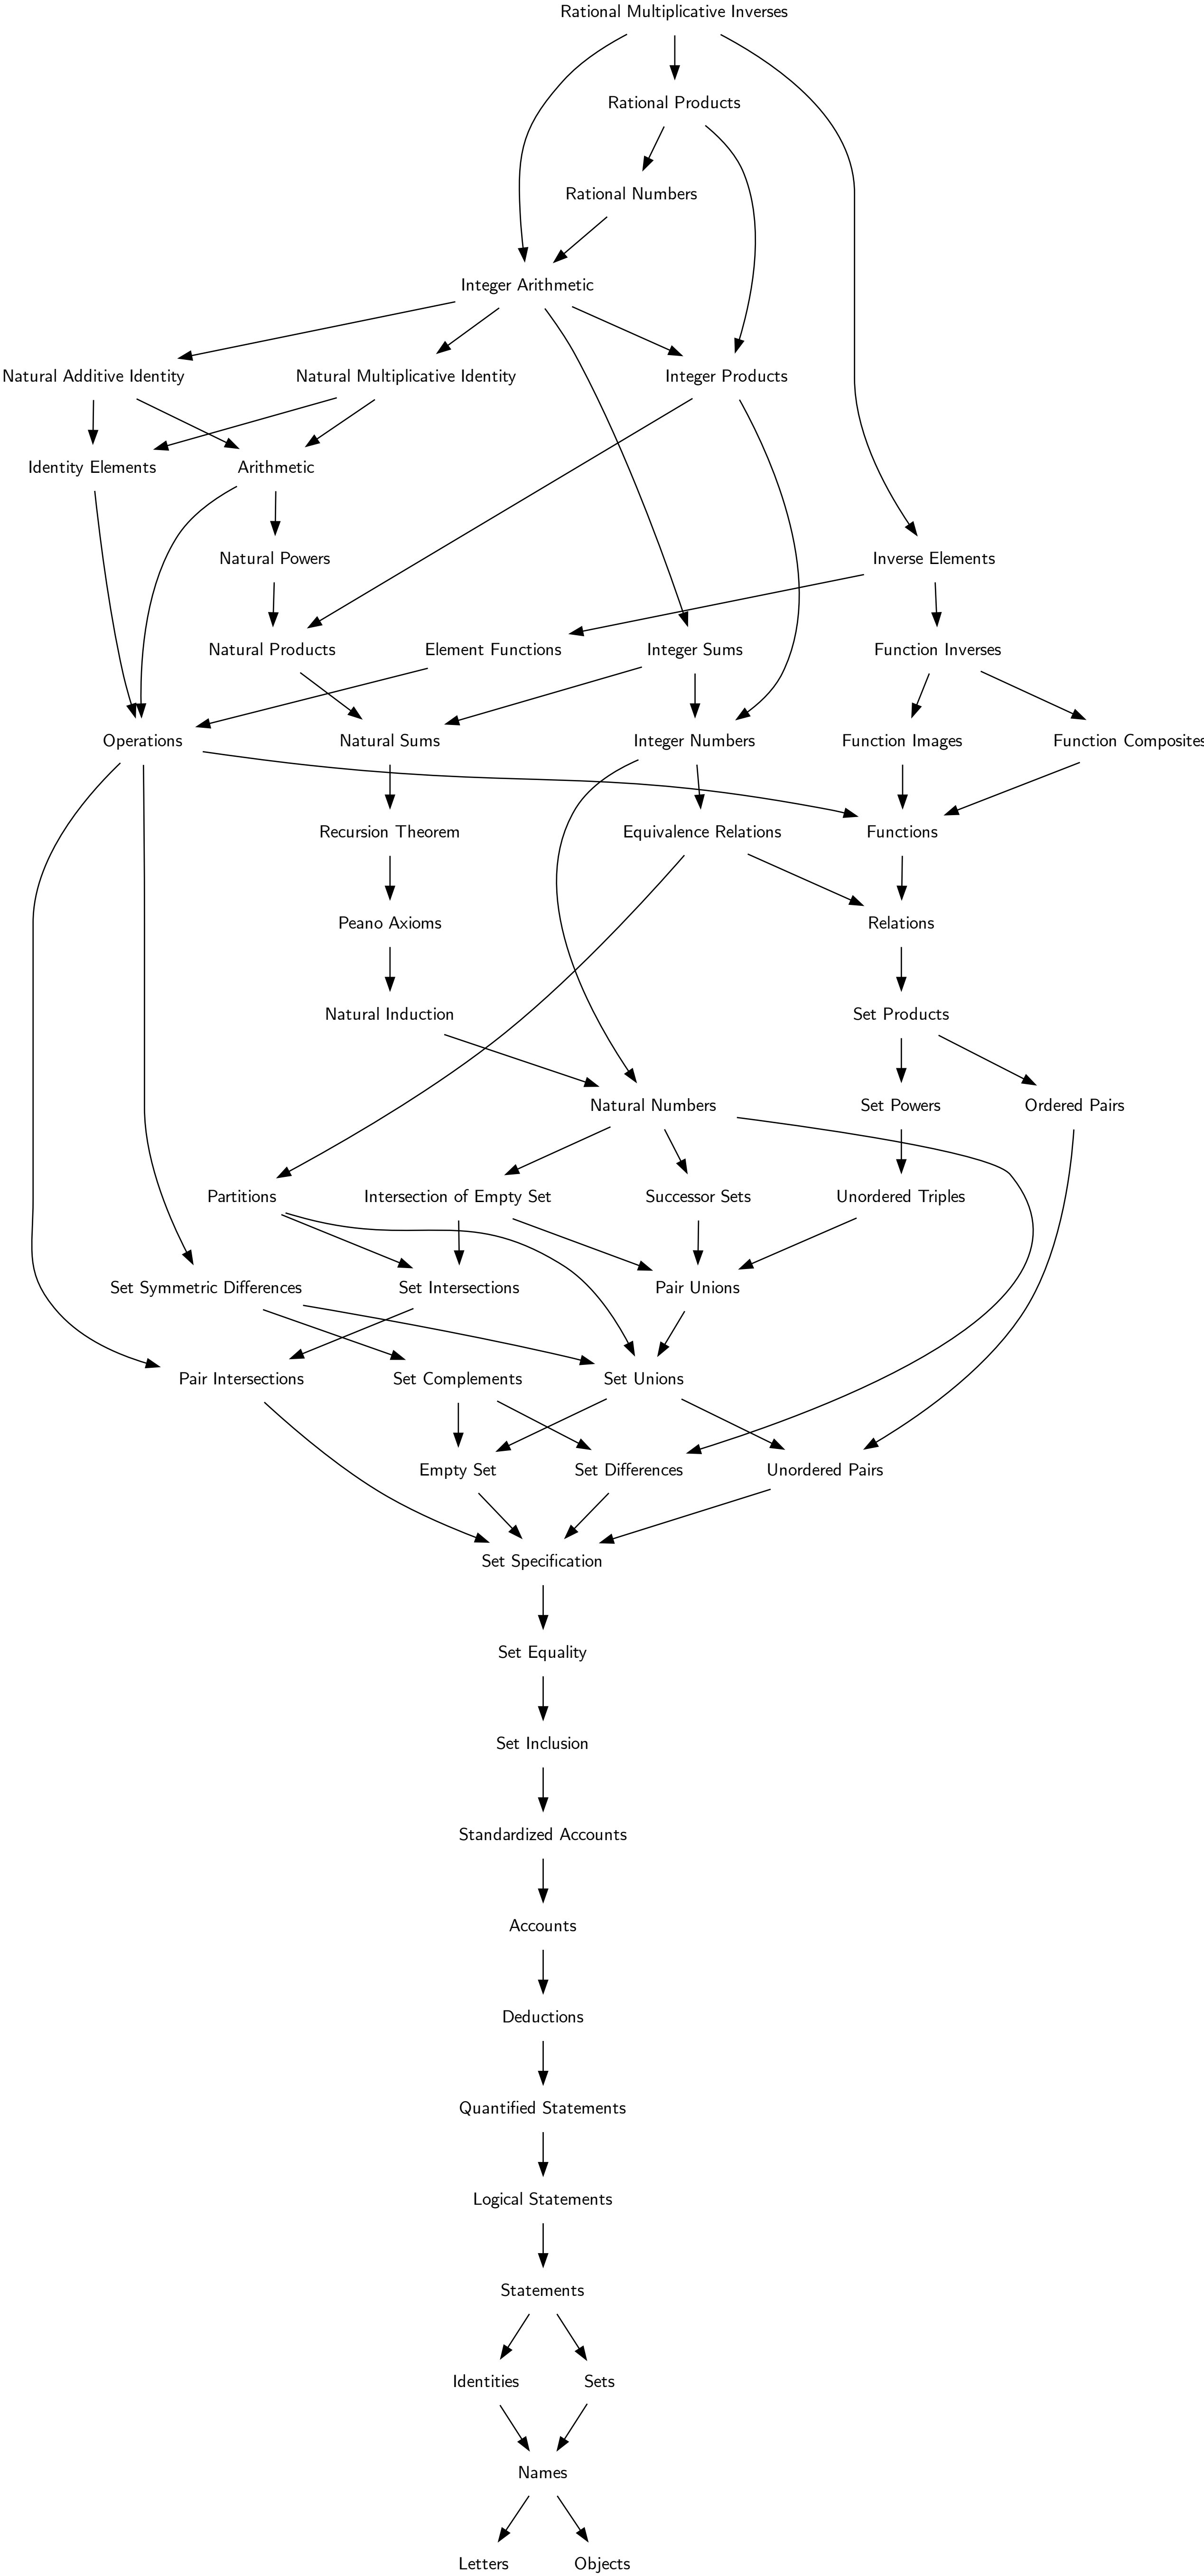 Rational Multiplicative Inverses
Rational Products
Rational Numbers
Integer Arithmetic
Natural Additive Identity
Natural Multiplicative Identity
Integer Products
Identity Elements
Arithmetic
Natural Powers
Inverse Elements
Natural Products
Element Functions
Integer Sums
Function Inverses
Operations
Natural Sums
Integer Numbers
Function Images
Function Composites
Recursion Theorem
Equivalence Relations
Functions
Peano Axioms
Relations
Natural Induction
Set Products
Natural Numbers
Set Powers
Ordered Pairs
Partitions
Intersection of Empty Set
Successor Sets
Unordered Triples
Set Symmetric Differences
Set Intersections
Pair Unions
Pair Intersections
Set Complements
Set Unions
Empty Set
Set Differences
Unordered Pairs
Set Specification
Set Equality
Set Inclusion
Standardized Accounts
Accounts
Deductions
Quantified Statements
Logical Statements
Statements
Identities
Sets
Names
Letters
Objects